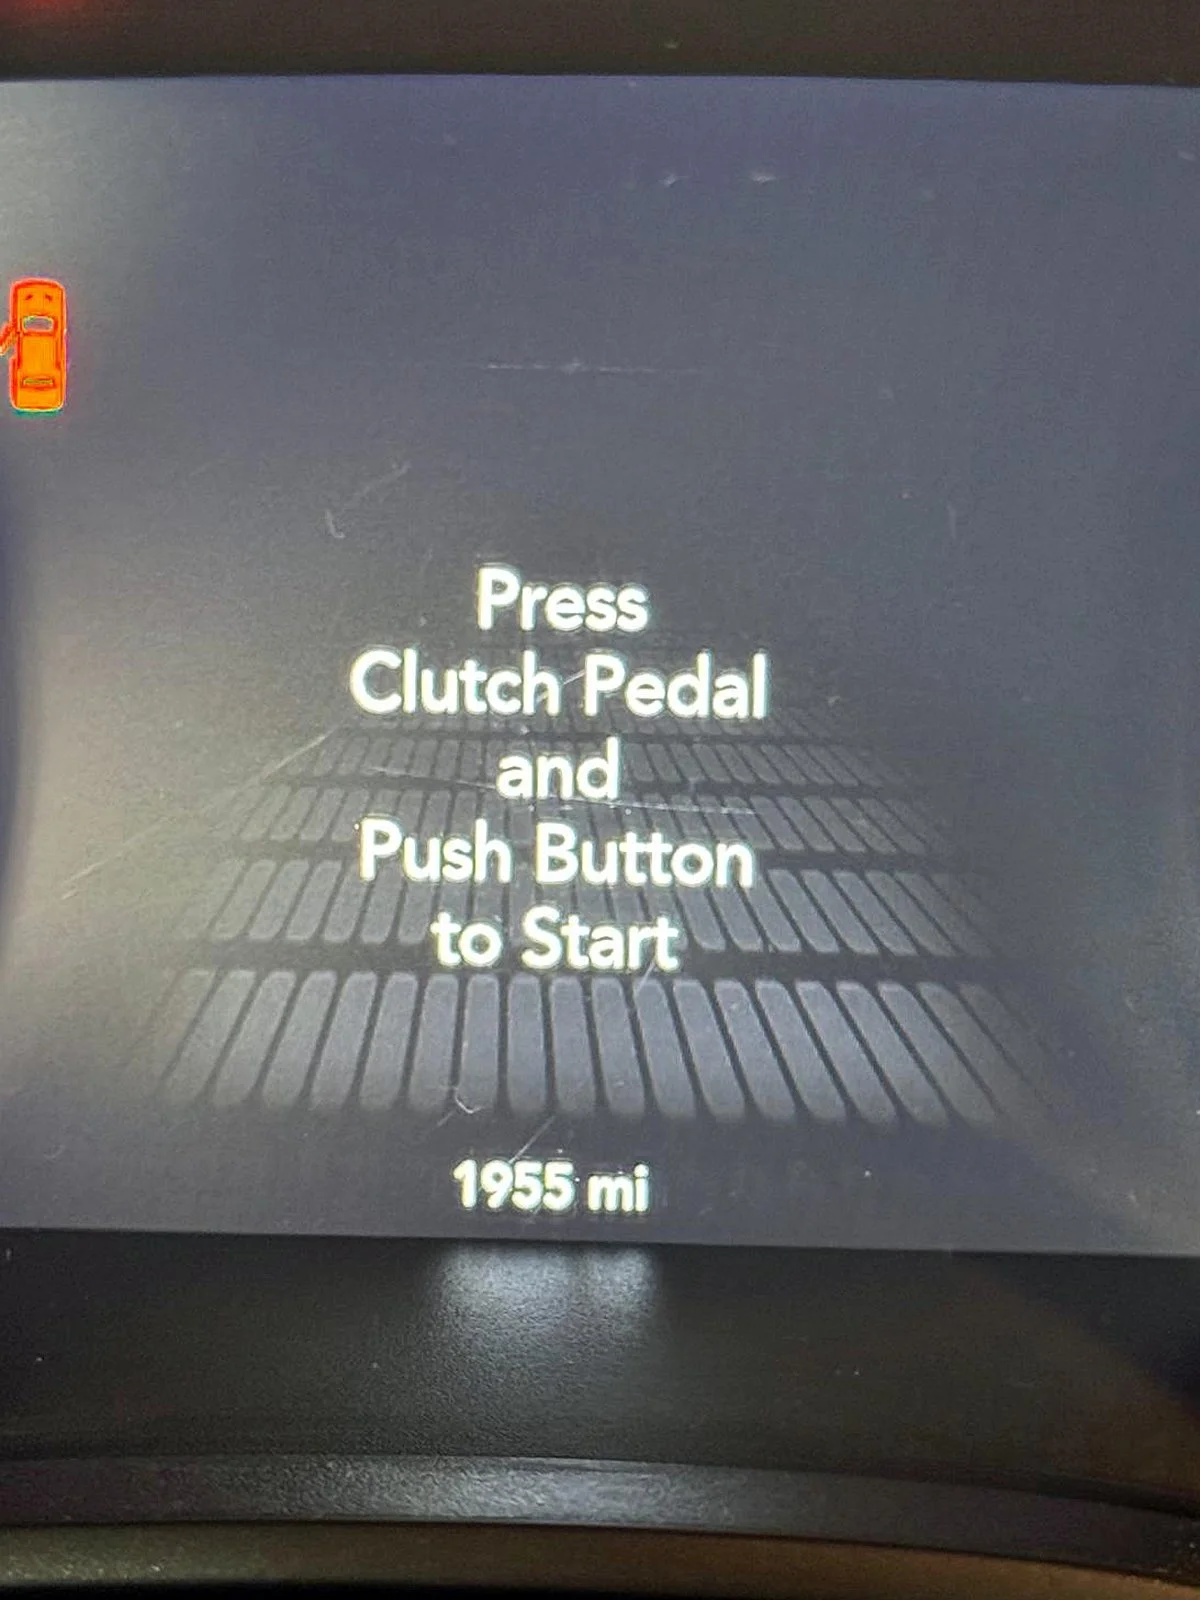 Press
Clutch Pedal
and
Push Button
to Start
1955 mi